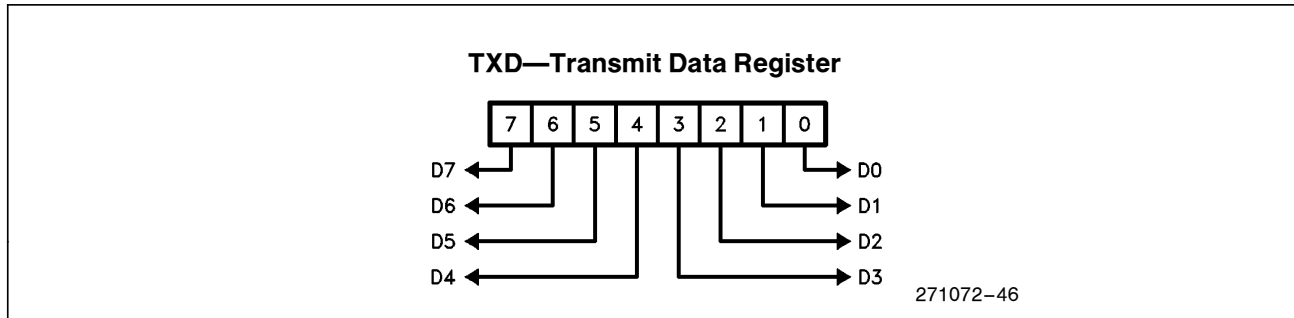 TXD—Transmit Data Register
7 6 5 4 3 2 1 0
D7 D0
D6 D1
D5 D2
D4 D3
271072–46